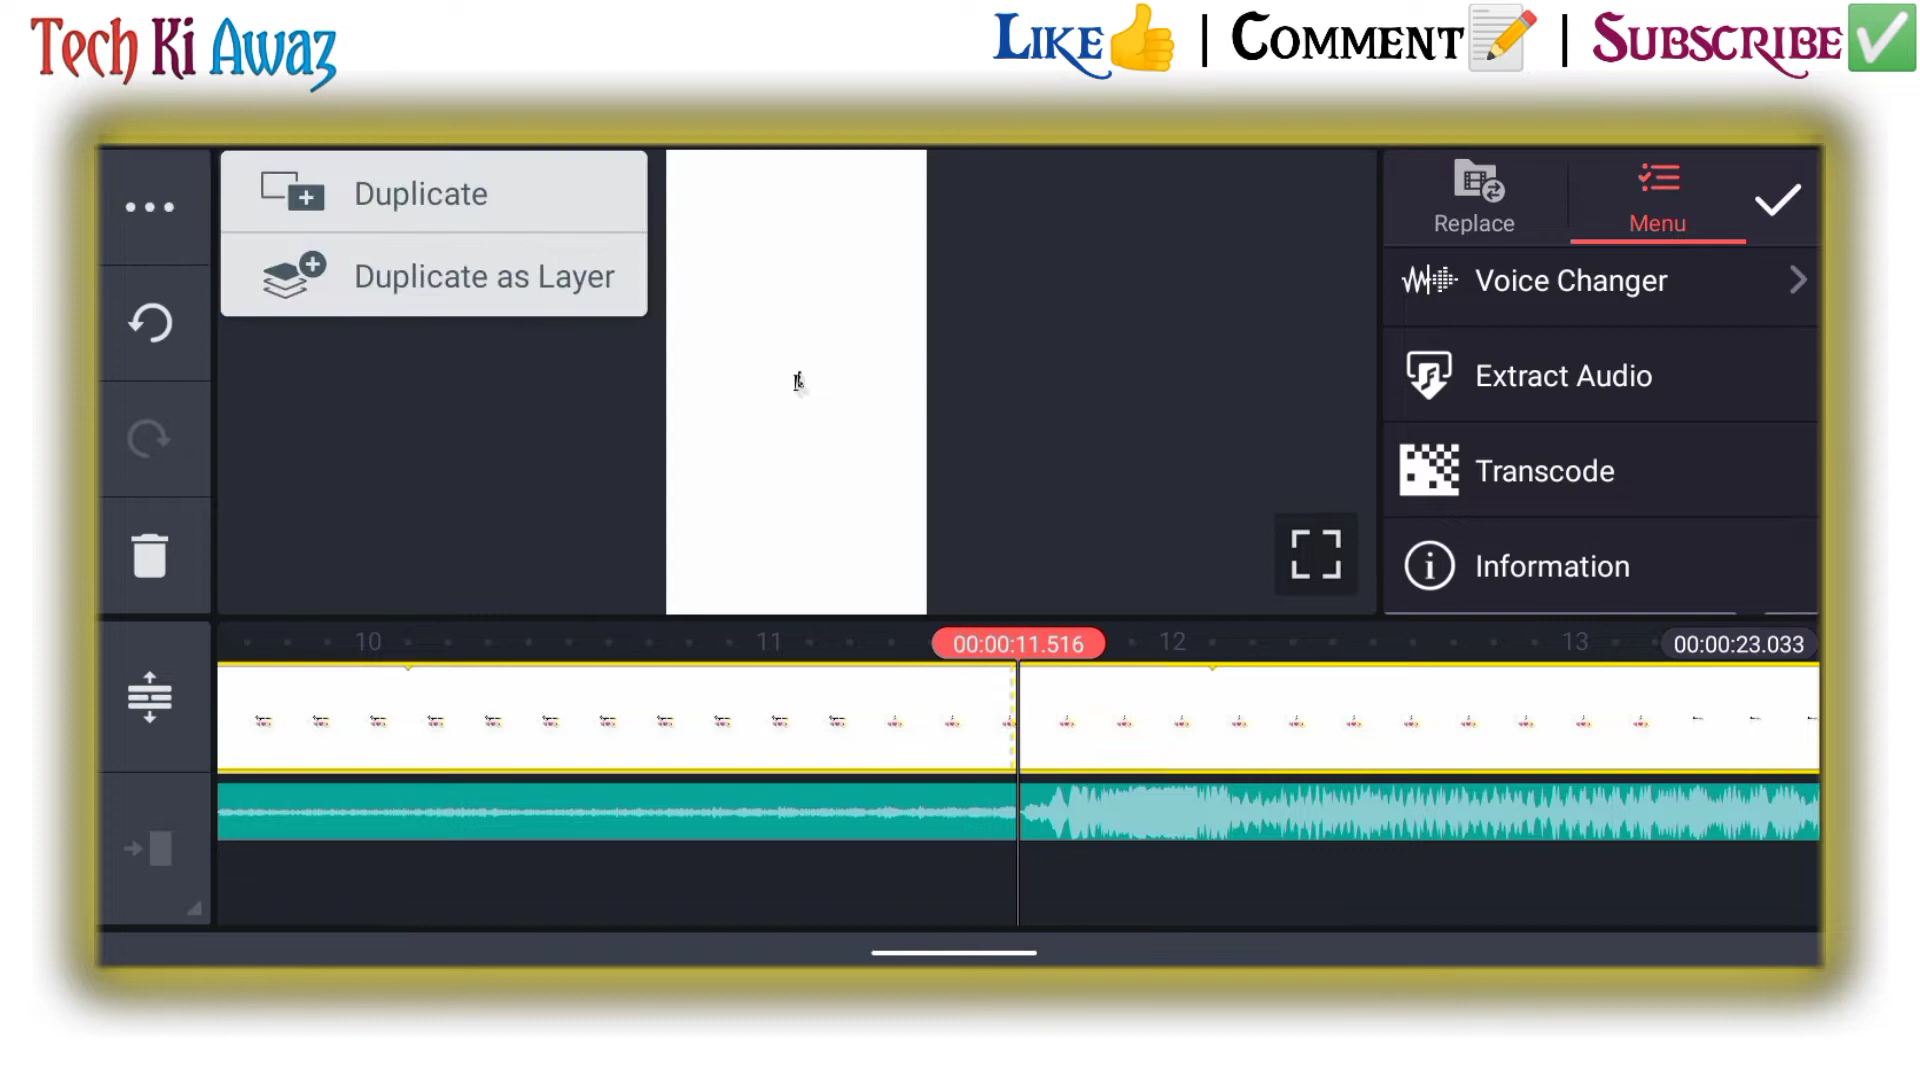 Tech Ki Awaz
Like | Comment | Subscribe
Duplicate
Duplicate as Layer
Replace
Menu
Voice Changer
Extract Audio
Transcode
Information
10
11
00:00:11.516
12
13
00:00:23.033